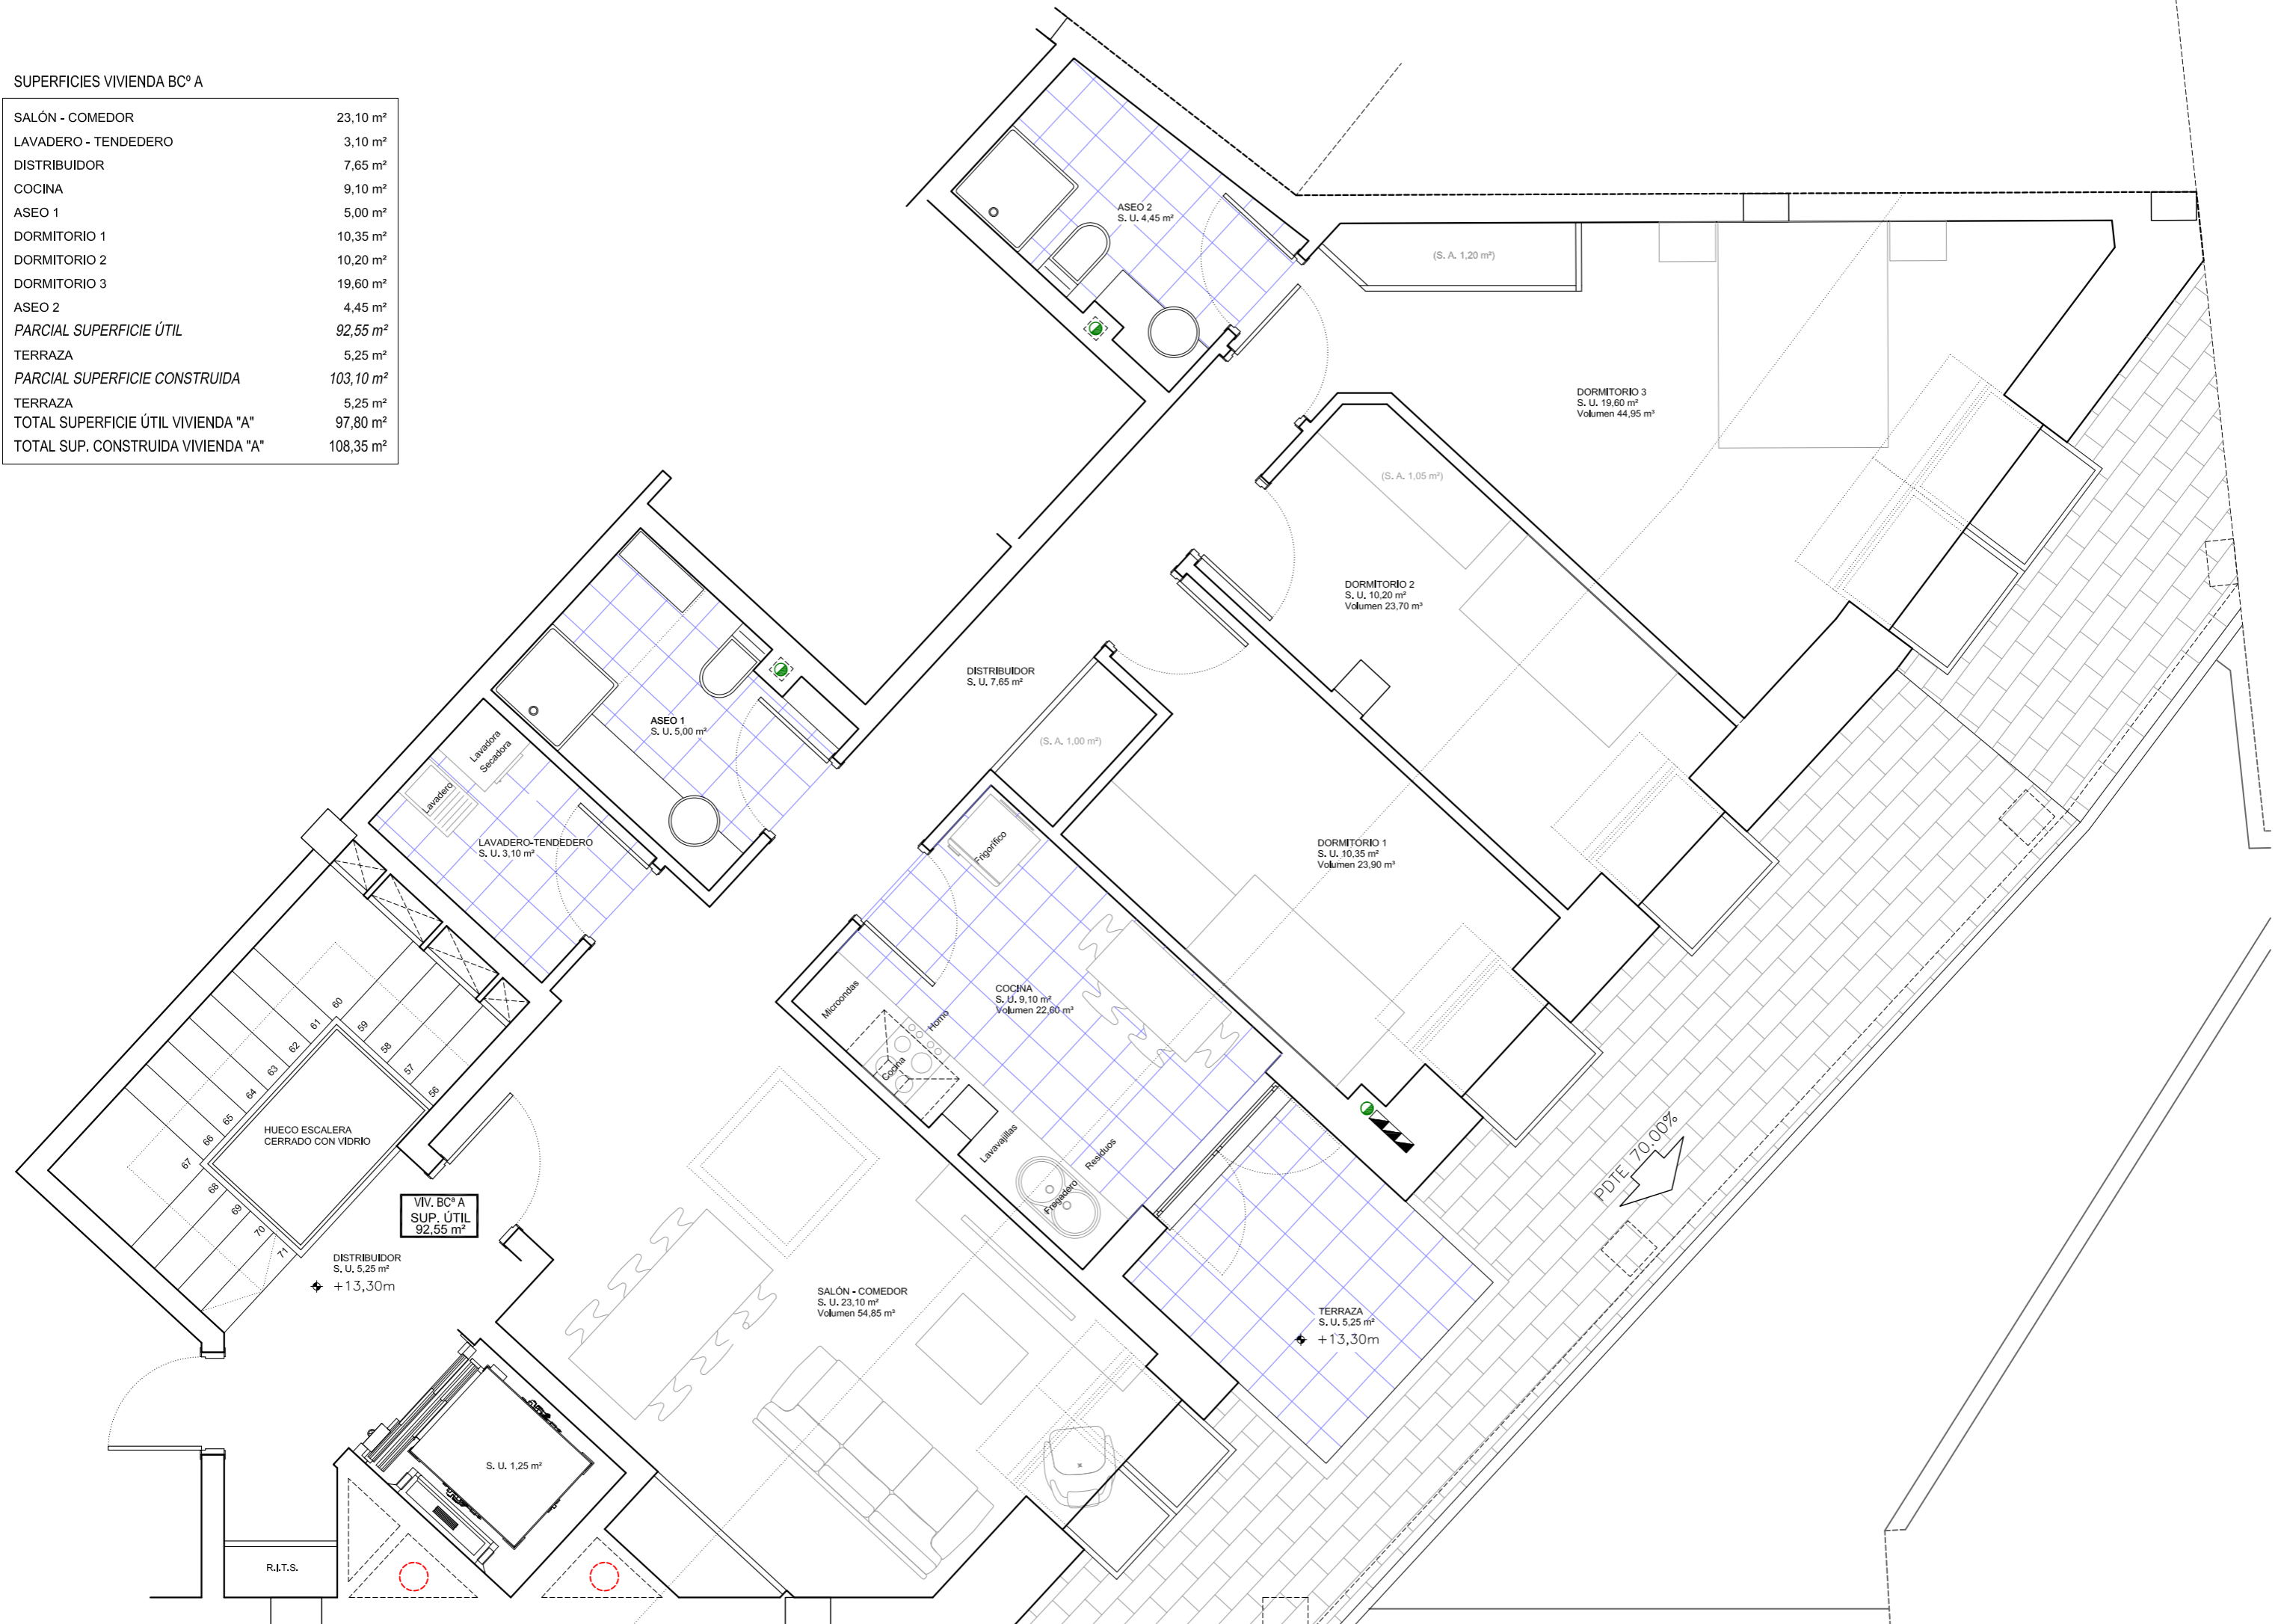 SUPERFICIES VIVIENDA BCº A
SALÓN - COMEDOR 23,10 m²
LAVADERO - TENDEDERO 3,10 m²
DISTRIBUIDOR 7,65 m²
COCINA 9,10 m²
ASEO 1 5,00 m²
DORMITORIO 1 10,35 m²
DORMITORIO 2 10,20 m²
DORMITORIO 3 19,60 m²
ASEO 2 4,45 m²
PARCIAL SUPERFICIE ÚTIL 92,55 m²
TERRAZA 5,25 m²
PARCIAL SUPERFICIE CONSTRUIDA 103,10 m²
TERRAZA 5,25 m²
TOTAL SUPERFICIE ÚTIL VIVIENDA "A" 97,80 m²
TOTAL SUP. CONSTRUIDA VIVIENDA "A" 108,35 m²
ASEO 2
S. U. 4,45 m²
(S. A. 1,20 m²)
DORMITORIO 3
S. U. 19,60 m²
Volumen 44,95 m³
(S. A. 1,05 m²)
DORMITORIO 2
S. U. 10,20 m²
Volumen 23,70 m³
DISTRIBUIDOR
S. U. 7,65 m²
ASEO 1
S. U. 5,00 m²
(S. A. 1,00 m²)
Lavadora
Secadora
Lavadero
LAVADERO-TENDEDERO
S. U. 3,10 m²
Frigorífico
DORMITORIO 1
S. U. 10,35 m²
Volumen 23,90 m³
COCINA
S. U. 9,10 m²
Volumen 22,60 m³
Microondas
Horno
Cocina
Lavavajillas
Residuos
Fregadero
60
61
62
63
64
65
66
67
59
58
57
56
68
69
70
71
HUECO ESCALERA
CERRADO CON VIDRIO
VIV. BCª A
SUP. ÚTIL
92,55 m²
DISTRIBUIDOR
S. U. 5,25 m²
+13,30m
SALÓN - COMEDOR
S. U. 23,10 m²
Volumen 54,85 m³
TERRAZA
S. U. 5,25 m²
+13,30m
PDTE 70.00%
S. U. 1,25 m²
R.I.T.S.